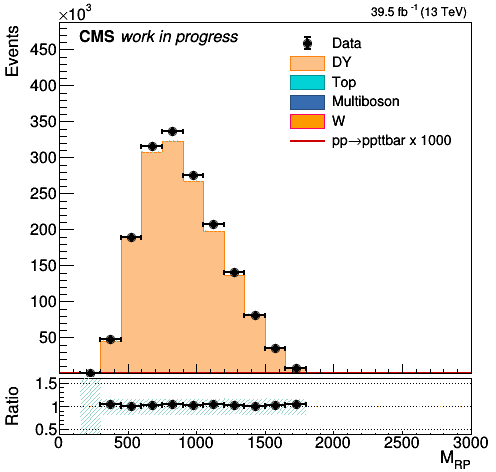 ×10³
39.5 fb⁻¹ (13 TeV)
CMS work in progress
Events
450
400
350
300
250
200
150
100
50
Data
DY
Top
Multiboson
W
pp→ppttbar x 1000
Ratio
1.5
1
0.5
0 500 1000 1500 2000 2500 3000
M_RP